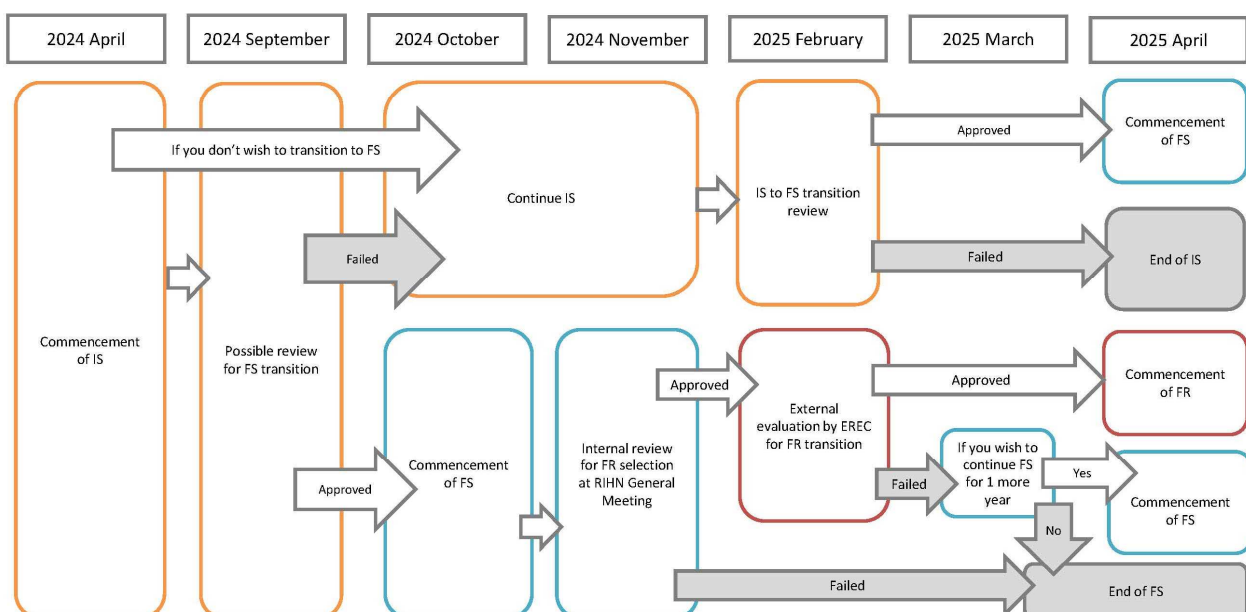 2024 April
2024 September
2024 October
2024 November
2025 February
2025 March
2025 April
If you don't wish to transition to FS
Continue IS
Failed
IS to FS transition
review
Approved
Commencement
of FS
Failed
End of IS
Commencement
of IS
Possible review
for FS transition
Approved
Commencement
of FS
Internal review
for FR selection
at RIHN General
Meeting
Approved
External
evaluation by EREC
for FR transition
Approved
Commencement
of FR
Failed
If you wish to
continue FS
for 1 more
year
Yes
Commencement
of FS
No
Failed
End of FS